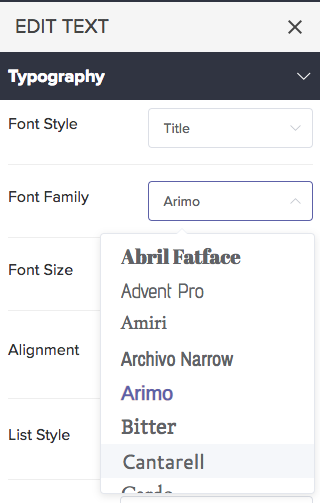 EDIT TEXT
Typography
Font Style
Title
Font Family
Arimo
Font Size
Alignment
List Style
Abril Fatface
Advent Pro
Amiri
Archivo Narrow
Arimo
Bitter
Cantarell